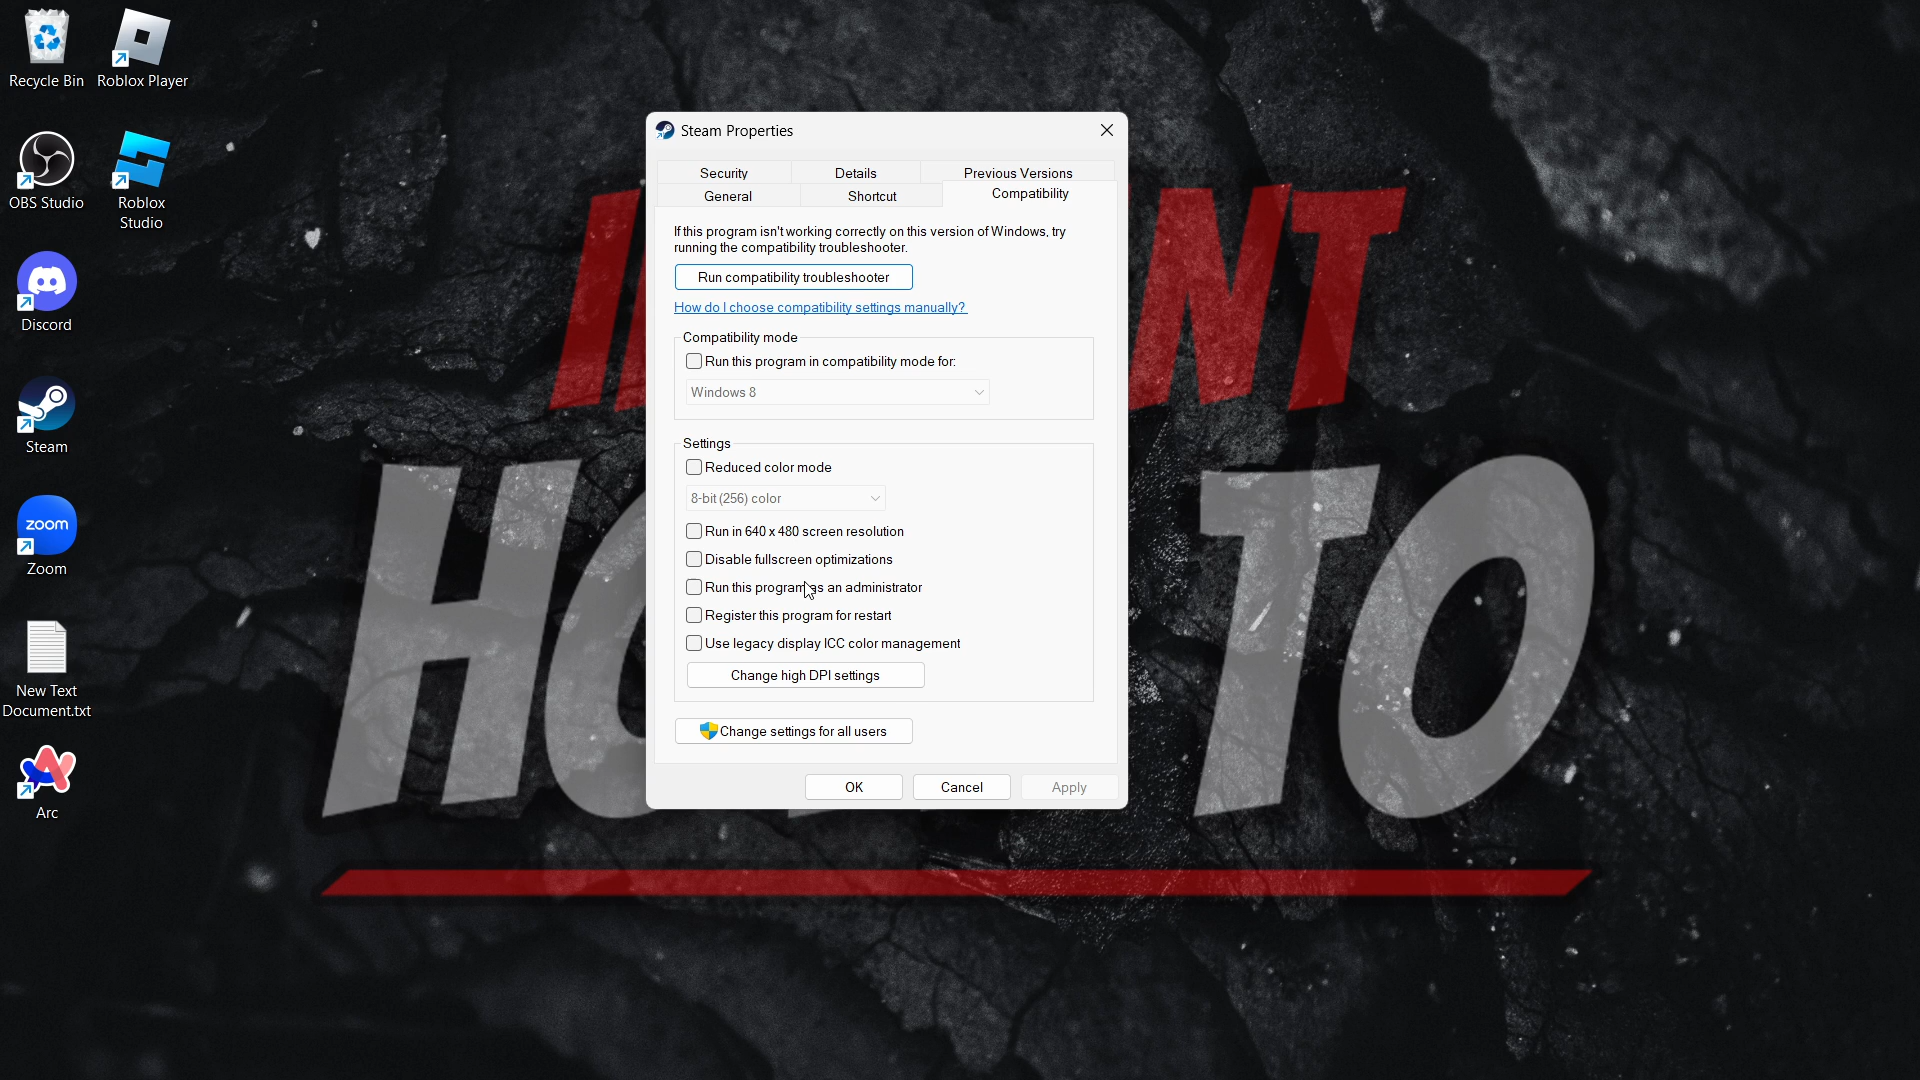 Recycle Bin
Roblox Player
OBS Studio
Roblox
Studio
Discord
Steam
zoom
Zoom
New Text
Document.txt
Arc
Steam Properties
Security
Details
Previous Versions
General
Shortcut
Compatibility
If this program isn't working correctly on this version of Windows, try
running the compatibility troubleshooter.
Run compatibility troubleshooter
How do I choose compatibility settings manually?
Compatibility mode
Run this program in compatibility mode for:
Windows 8
Settings
Reduced color mode
8-bit (256) color
Run in 640 x 480 screen resolution
Disable fullscreen optimizations
Run this program as an administrator
Register this program for restart
Use legacy display ICC color management
Change high DPI settings
Change settings for all users
OK
Cancel
Apply
TO